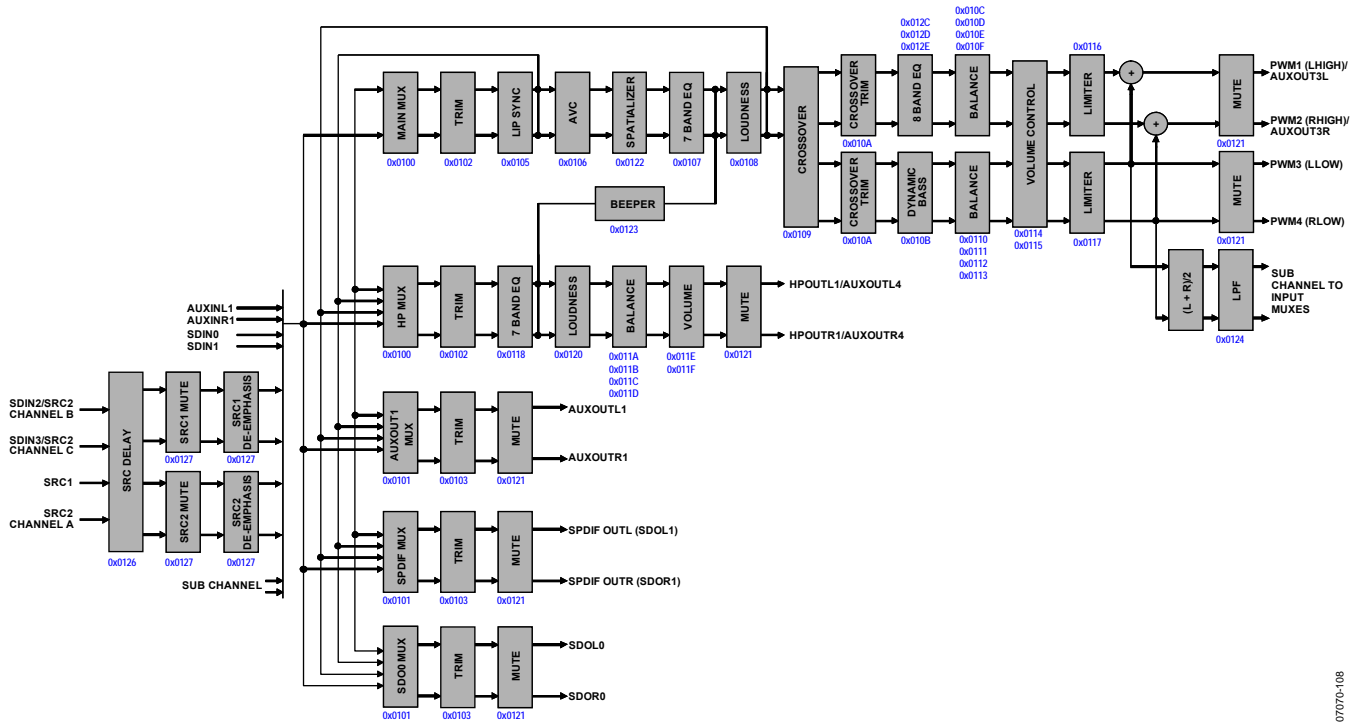 0x010C
0x010D
0x010E
0x010F
0x012C
0x012D
0x012E
0x0116
MAIN MUX
0x0100
TRIM
0x0102
LIP SYNC
0x0105
AVC
0x0106
SPATIALIZER
0x0122
7 BAND EQ
0x0107
LOUDNESS
0x0108
CROSSOVER
0x0109
CROSSOVER
TRIM
0x010A
8 BAND EQ
BALANCE
VOLUME CONTROL
0x0114
0x0115
LIMITER
+
+
MUTE
0x0121
PWM1 (LHIGH)/
AUXOUT3L
PWM2 (RHIGH)/
AUXOUT3R
CROSSOVER
TRIM
0x010A
DYNAMIC
BASS
0x010B
BALANCE
0x0110
0x0111
0x0112
0x0113
LIMITER
0x0117
MUTE
0x0121
PWM3 (LLOW)
PWM4 (RLOW)
(L + R)/2
LPF
0x0124
SUB
CHANNEL TO
INPUT
MUXES
BEEPER
0x0123
HP MUX
0x0100
TRIM
0x0102
7 BAND EQ
0x0118
LOUDNESS
0x0120
BALANCE
0x011A
0x011B
0x011C
0x011D
VOLUME
0x011E
0x011F
MUTE
0x0121
HPOUTL1/AUXOUTL4
HPOUTR1/AUXOUTR4
AUXINL1
AUXINR1
SDIN0
SDIN1
SDIN2/SRC2
CHANNEL B
SDIN3/SRC2
CHANNEL C
SRC1
SRC2
CHANNEL A
SRC DELAY
0x0126
SRC1 MUTE
0x0127
SRC1
DE-EMPHASIS
0x0127
SRC2 MUTE
0x0127
SRC2
DE-EMPHASIS
0x0127
SUB CHANNEL
AUXOUT1
MUX
0x0101
TRIM
0x0103
MUTE
0x0121
AUXOUTL1
AUXOUTR1
SPDIF MUX
0x0101
TRIM
0x0103
MUTE
0x0121
SPDIF OUTL (SDOL1)
SPDIF OUTR (SDOR1)
SDO0 MUX
0x0101
TRIM
0x0103
MUTE
0x0121
SDOL0
SDOR0
07070-108